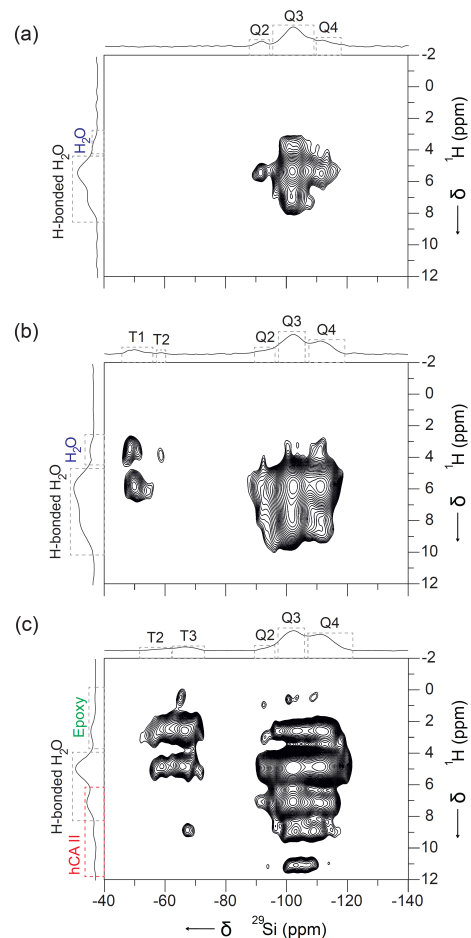 (a)
Q2 Q3 Q4
H-bonded H2O
H2O
-2
0
2
4
6
8
10
12
δ ¹H (ppm)
(b)
T1 T2 Q2 Q3 Q4
H-bonded H2O
H2O
-2
0
2
4
6
8
10
12
δ ¹H (ppm)
(c)
T2 T3 Q2 Q3 Q4
Epoxy
H-bonded H2O
hCA II
-2
0
2
4
6
8
10
12
δ ¹H (ppm)
-40 -60 -80 -100 -120 -140
δ ²⁹Si (ppm)